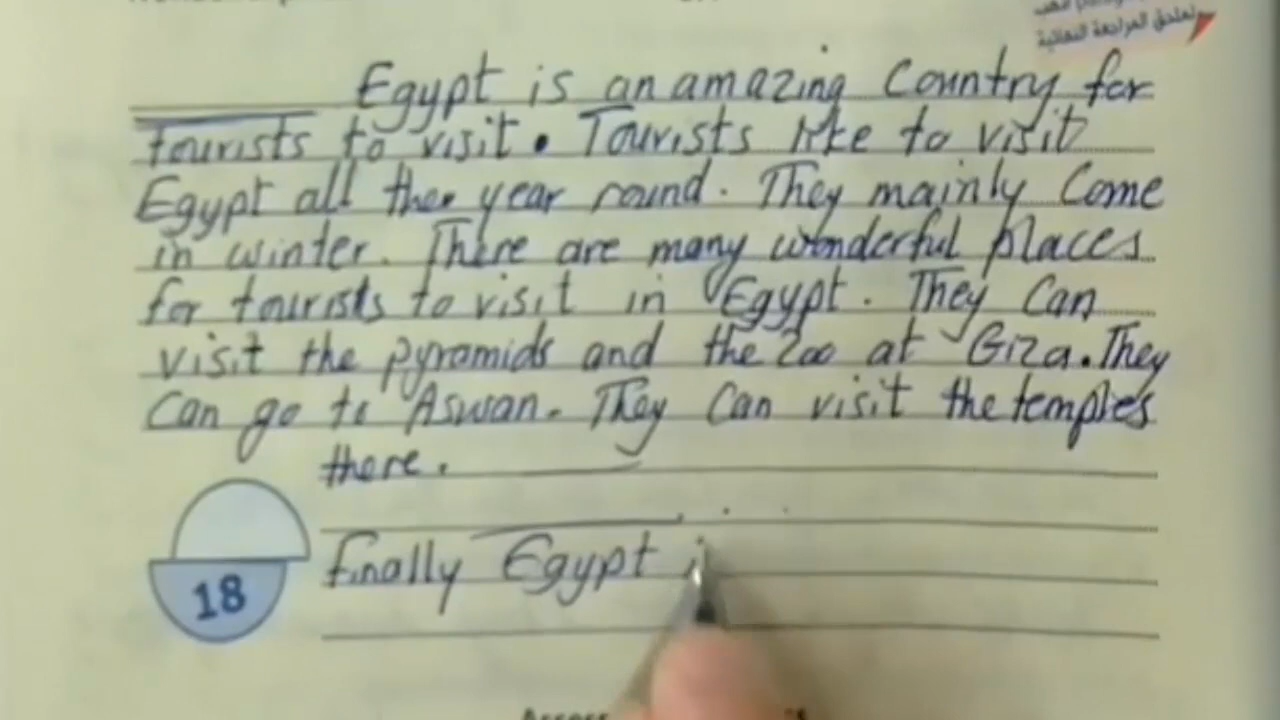 لملحق المراجعة النهائية
Egypt is an amazing Country for
tourists to visit. Tourists like to visit
Egypt all the year round. They mainly Come
in winter. There are many wonderful places
for tourists to visit in Egypt. They Can
visit the pyramids and the Zoo at Giza. They
Can go to Aswan. They Can visit the temples
there.
finally Egypt i
18